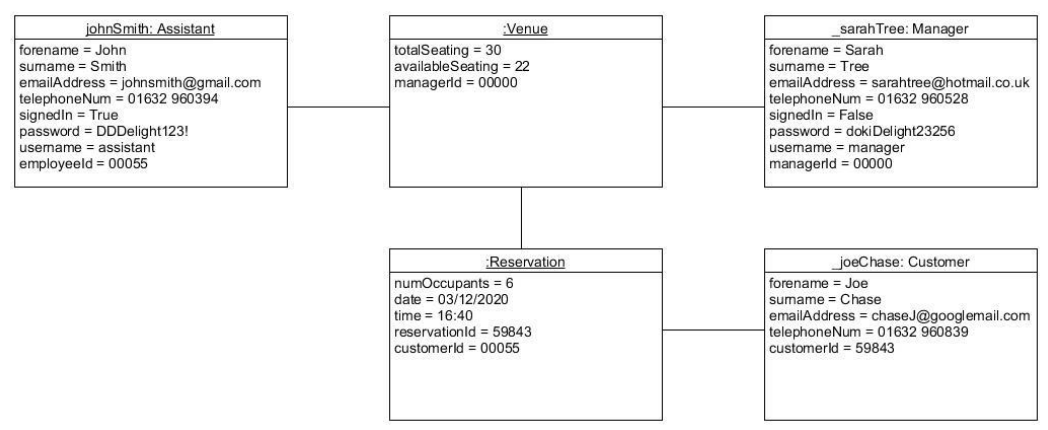 johnSmith: Assistant
forename = John
surname = Smith
emailAddress = johnsmith@gmail.com
telephoneNum = 01632 960394
signedIn = True
password = DDDelight123!
username = assistant
employeeId = 00055
:Venue
totalSeating = 30
availableSeating = 22
managerId = 00000
_sarahTree: Manager
forename = Sarah
surname = Tree
emailAddress = sarahtree@hotmail.co.uk
telephoneNum = 01632 960528
signedIn = False
password = dokiDelight23256
username = manager
managerId = 00000
:Reservation
numOccupants = 6
date = 03/12/2020
time = 16:40
reservationId = 59843
customerId = 00055
_joeChase: Customer
forename = Joe
surname = Chase
emailAddress = chaseJ@googlemail.com
telephoneNum = 01632 960839
customerId = 59843